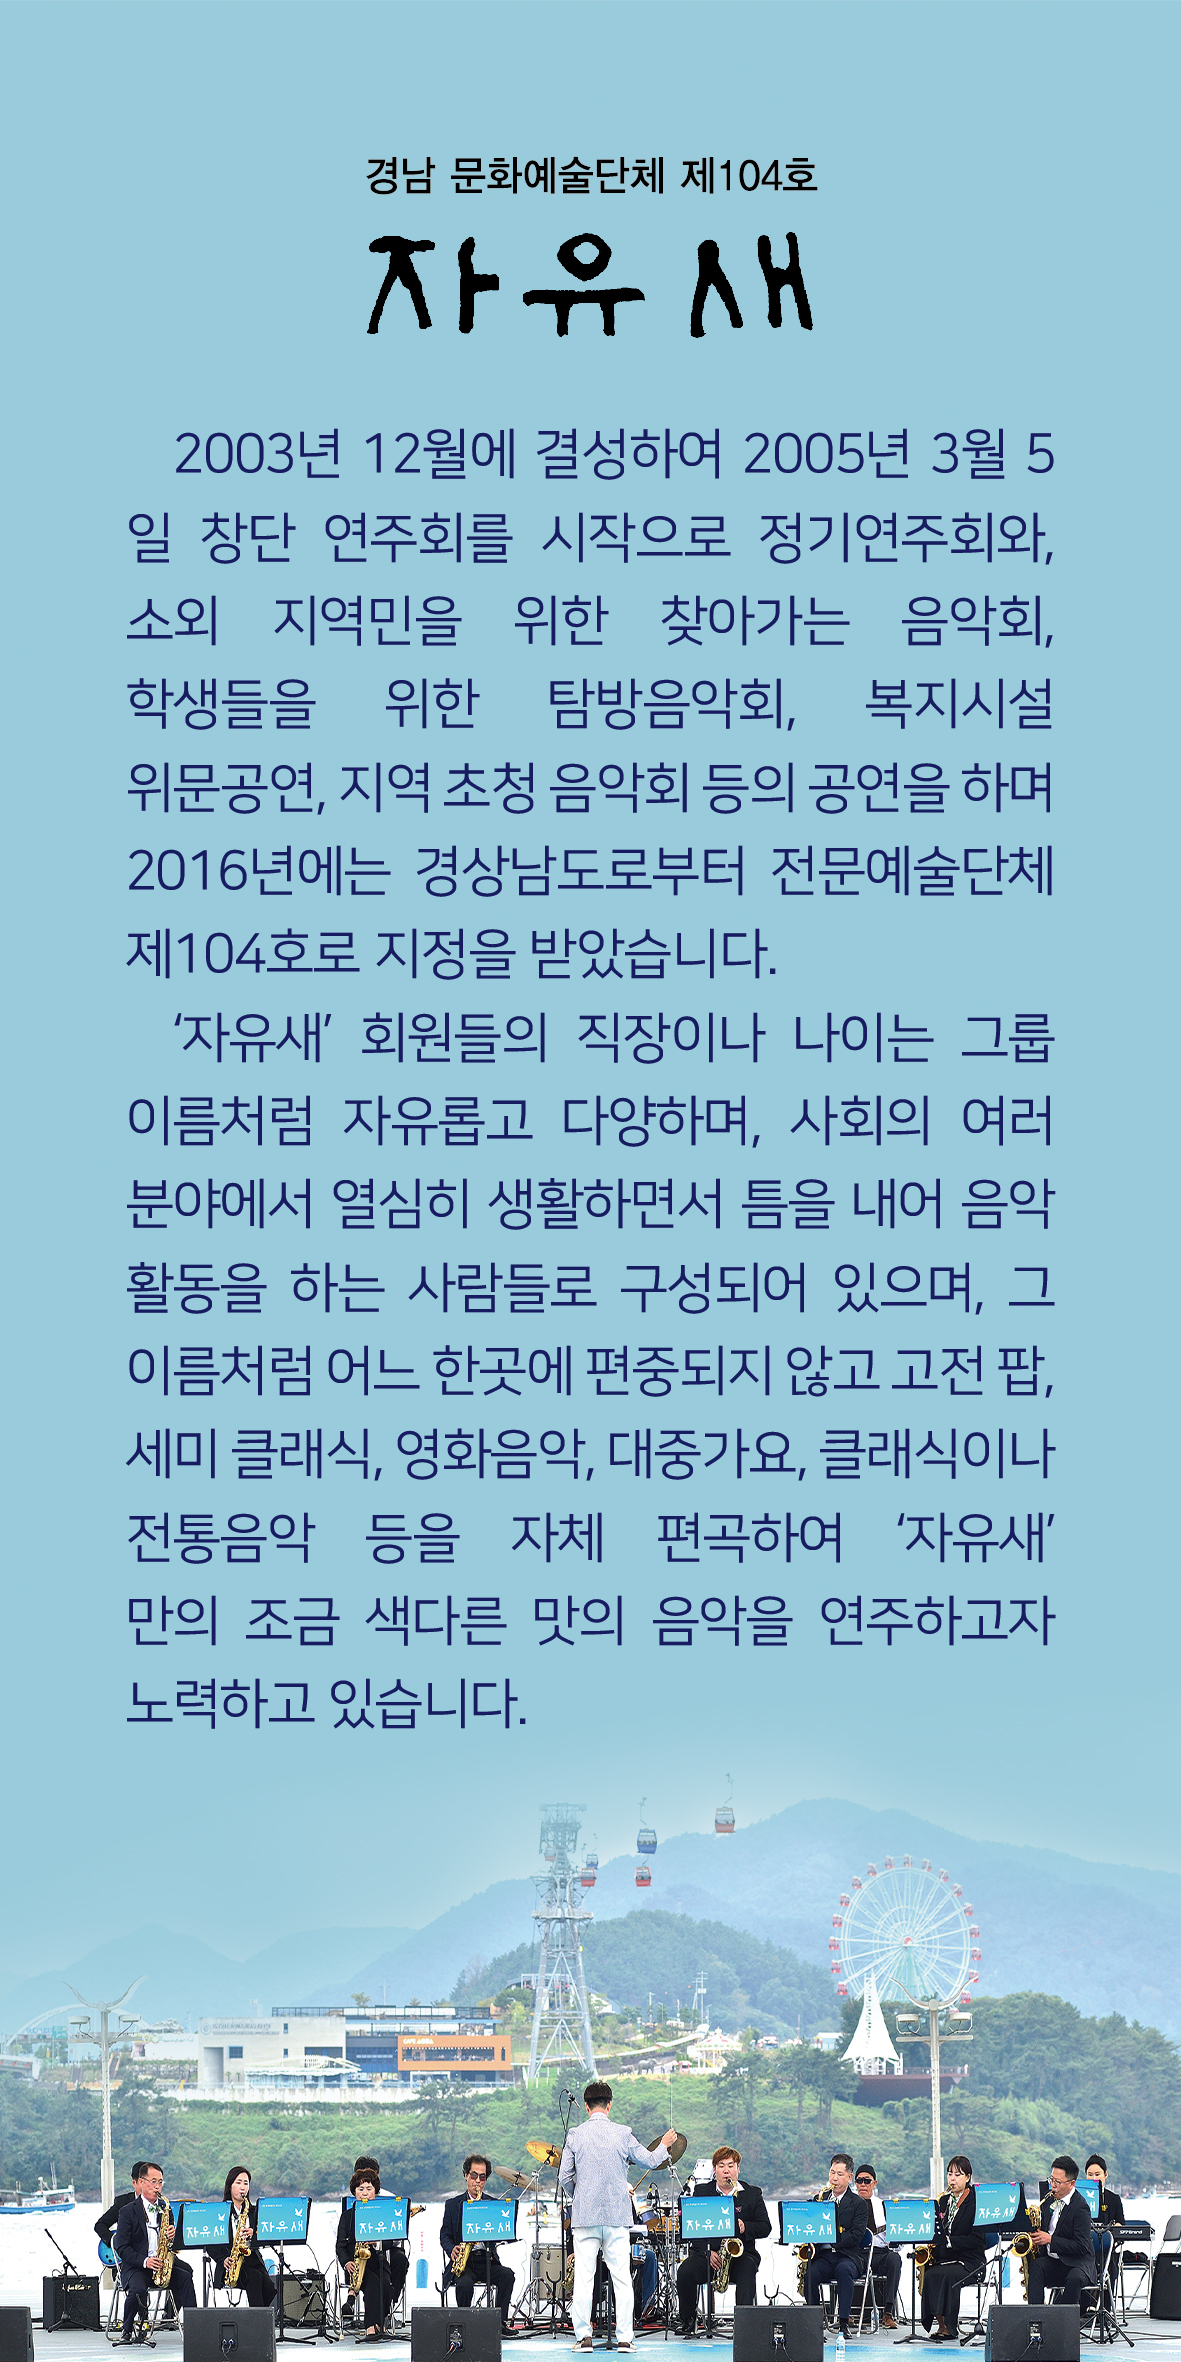 경남 문화예술단체 제104호
자유새
2003년 12월에 결성하여 2005년 3월 5
일 창단 연주회를 시작으로 정기연주회와,
소외 지역민을 위한 찾아가는 음악회,
학생들을 위한 탐방음악회, 복지시설
위문공연, 지역 초청 음악회 등의 공연을 하며
2016년에는 경상남도로부터 전문예술단체
제104호로 지정을 받았습니다.
‘자유새’ 회원들의 직장이나 나이는 그룹
이름처럼 자유롭고 다양하며, 사회의 여러
분야에서 열심히 생활하면서 틈을 내어 음악
활동을 하는 사람들로 구성되어 있으며, 그
이름처럼 어느 한곳에 편중되지 않고 고전 팝,
세미 클래식, 영화음악, 대중가요, 클래식이나
전통음악 등을 자체 편곡하여 ‘자유새’
만의 조금 색다른 맛의 음악을 연주하고자
노력하고 있습니다.
자유새
자유새
자유새
자유새
자유새
자유새
자유새
자유새